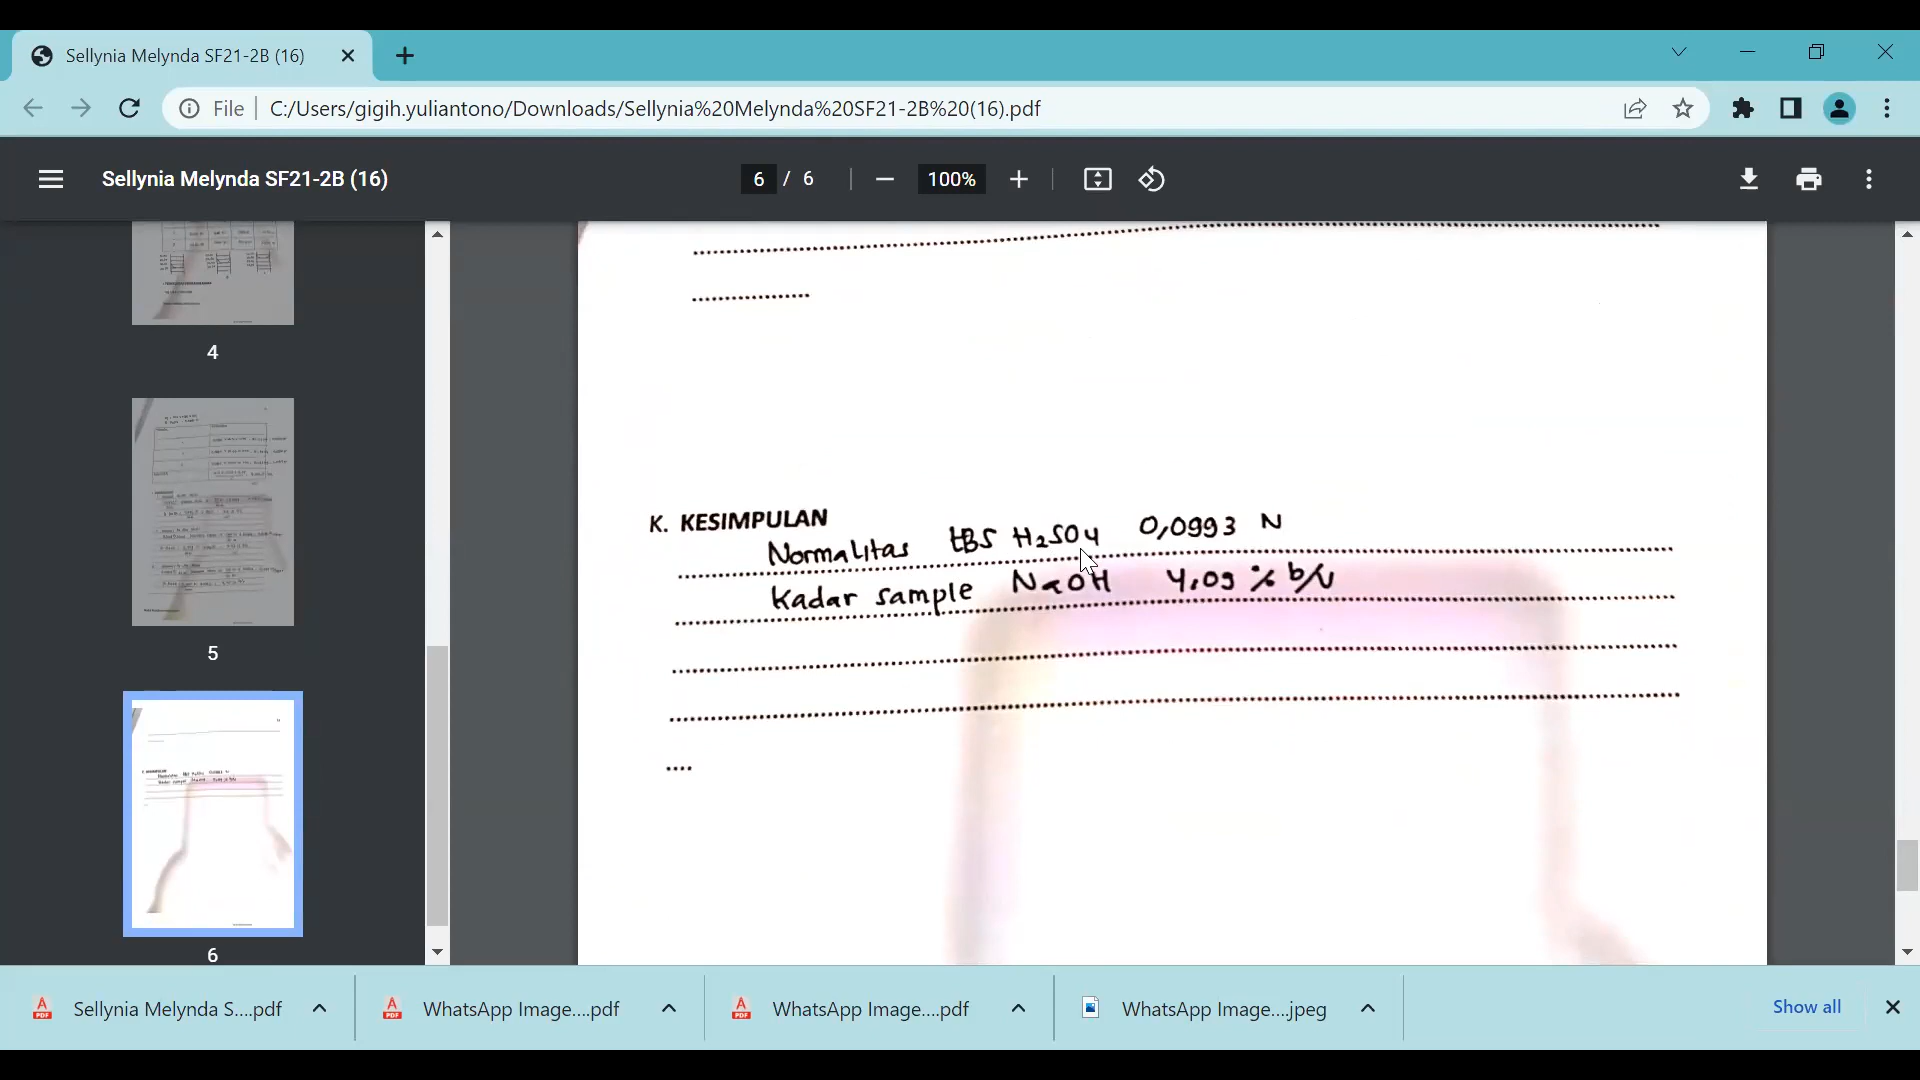 Sellynia Melynda SF21-2B (16)
File
C:/Users/gigih.yuliantono/Downloads/Sellynia%20Melynda%20SF21-2B%20(16).pdf
Sellynia Melynda SF21-2B (16)
6 / 6
100%
4
5
6
K. KESIMPULAN
Normalitas tBS H₂SO4 0,0993 N
Kadar sample NaOH 4,09 % b/v
Sellynia Melynda S....pdf
WhatsApp Image....pdf
WhatsApp Image....pdf
WhatsApp Image....jpeg
Show all